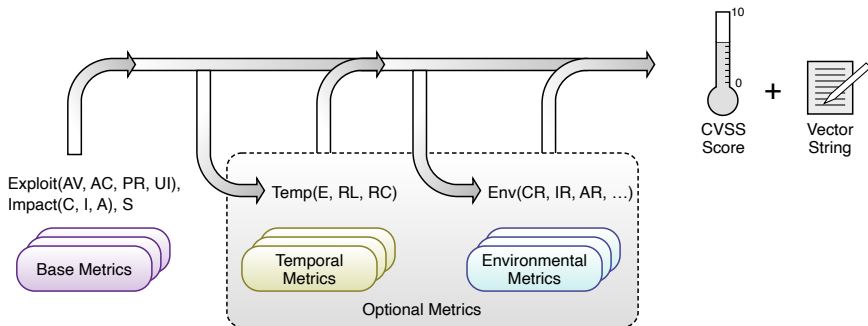 10
0
CVSS
Score
+
Vector
String
Exploit(AV, AC, PR, UI),
Impact(C, I, A), S
Temp(E, RL, RC)
Env(CR, IR, AR, …)
Base Metrics
Temporal
Metrics
Environmental
Metrics
Optional Metrics